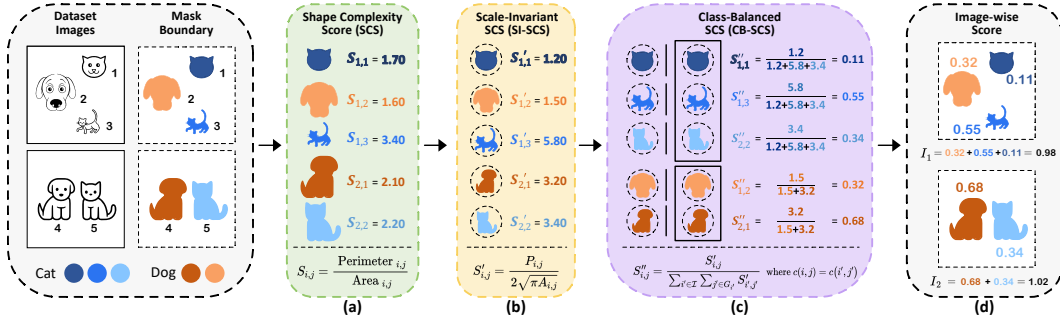 Dataset Images
Mask Boundary
1
2
3
1
2
3
4 5
4 5
Cat
Dog
Shape Complexity
Score (SCS)
S1,1 = 1.70
S1,2 = 1.60
S1,3 = 3.40
S2,1 = 2.10
S2,2 = 2.20
Si,j = Perimeter i,j / Area i,j
(a)
Scale-Invariant
SCS (SI-SCS)
S′1,1 = 1.20
S′1,2 = 1.50
S′1,3 = 5.80
S′2,1 = 3.20
S′2,2 = 3.40
S′i,j = Pi,j / 2√πAi,j
(b)
Class-Balanced
SCS (CB-SCS)
S″1,1 = 1.2 / 1.2+5.8+3.4 = 0.11
S″1,3 = 5.8 / 1.2+5.8+3.4 = 0.55
S″2,2 = 3.4 / 1.2+5.8+3.4 = 0.34
S″1,2 = 1.5 / 1.5+3.2 = 0.32
S″2,1 = 3.2 / 1.5+3.2 = 0.68
S″i,j = S′i,j / ∑i′∈I ∑j′∈Gi′ S′i′,j′ where c(i,j) = c(i′,j′)
(c)
Image-wise
Score
0.32
0.11
0.55
I1 = 0.32 + 0.55 + 0.11 = 0.98
0.68
0.34
I2 = 0.68 + 0.34 = 1.02
(d)